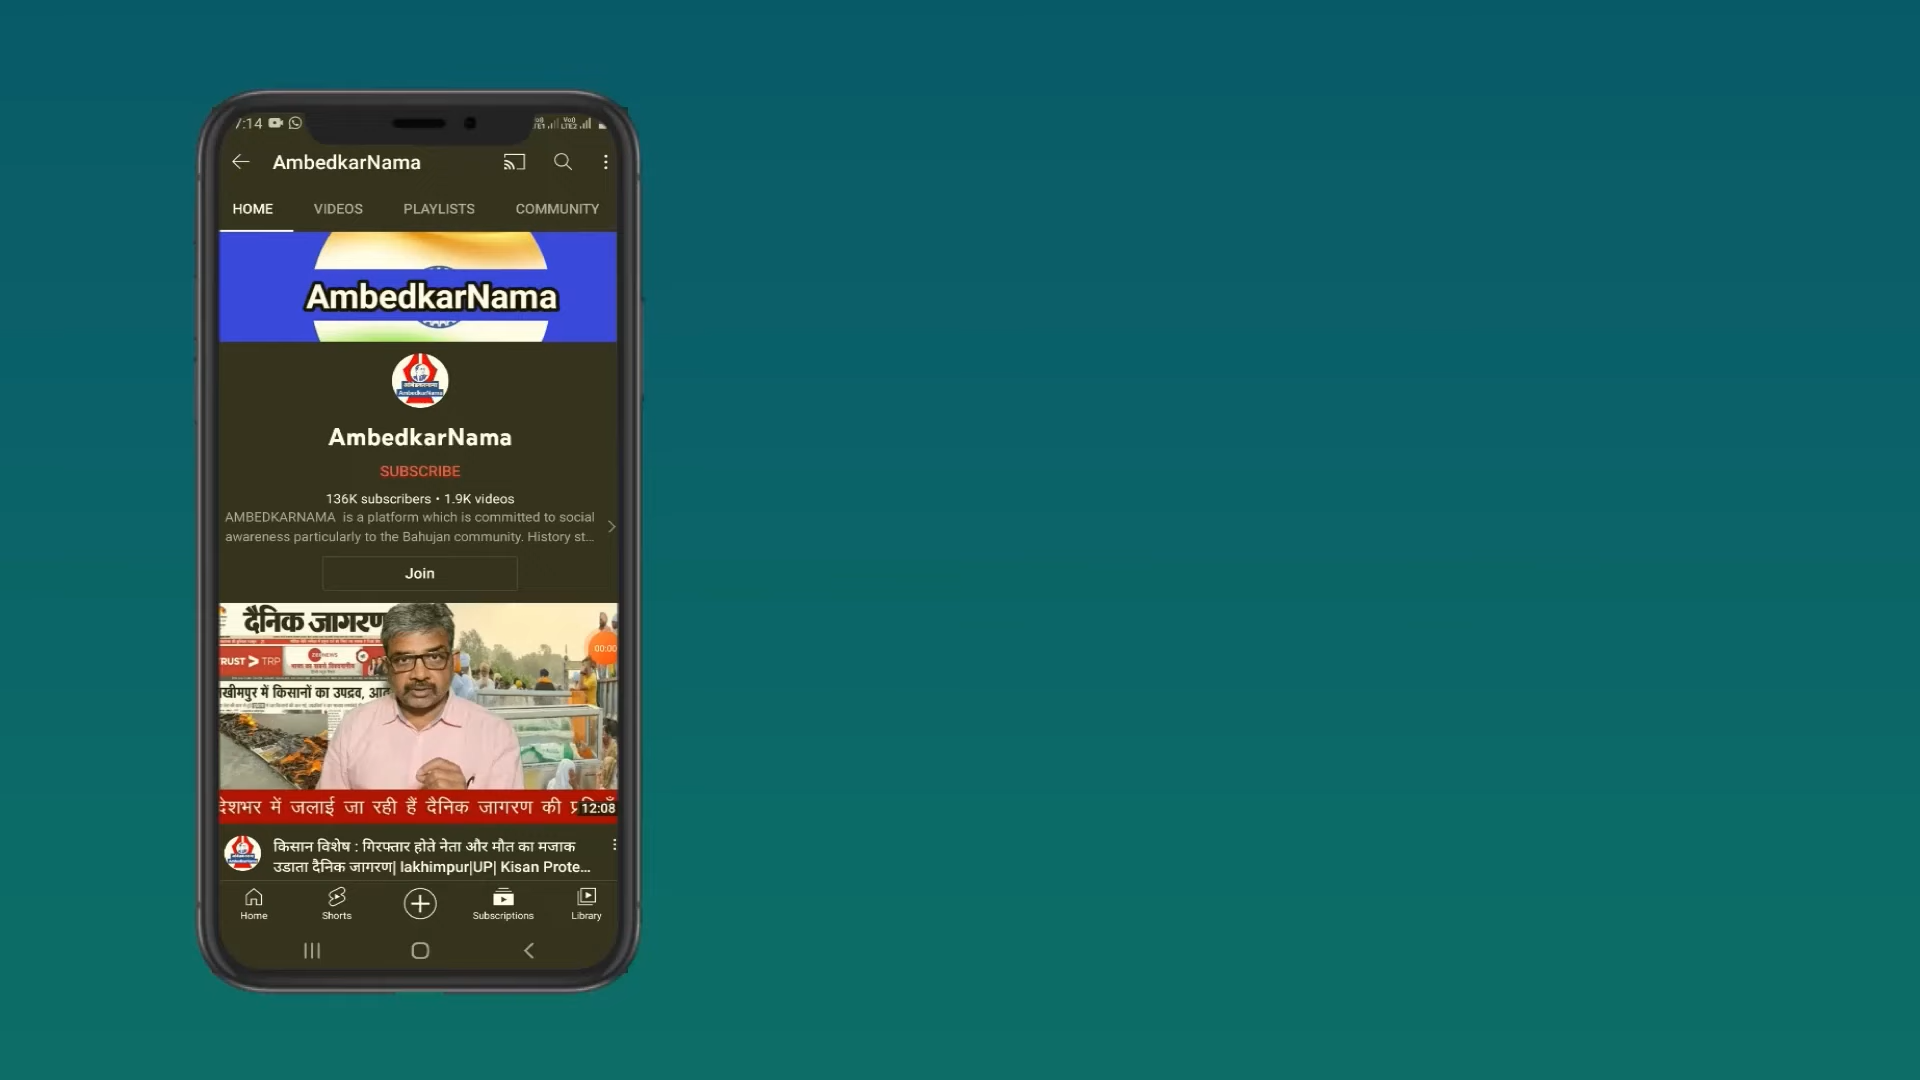 7:14
AmbedkarNama
HOME VIDEOS PLAYLISTS COMMUNITY
AmbedkarNama
AmbedkarNama
AmbedkarNama
SUBSCRIBE
136K subscribers • 1.9K videos
AMBEDKARNAMA is a platform which is committed to social
awareness particularly to the Bahujan community. History st...
Join
दैनिक जागरण
TRUST TRP
00:00
खीमपुर में किसानों का उपद्रव,
देशभर में जलाई जा रही हैं दैनिक जागरण की
12:08
किसान विशेष : गिरफ्तार होते नेता और मौत का मजाक
उडाता दैनिक जागरण| lakhimpur|UP| Kisan Prote...
Home Shorts Subscriptions Library